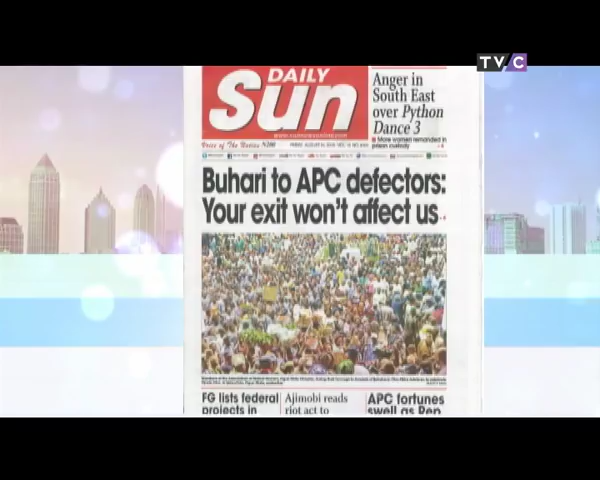 TVC
DAILY
Sun
Anger in
South East
over Python
Dance 3
More women remanded in
prison custody
Voice of The Nation N200
Buhari to APC defectors:
Your exit won't affect us
FG lists federal
projects in
Ajimobi reads
riot act to
APC fortunes
swell as Rep